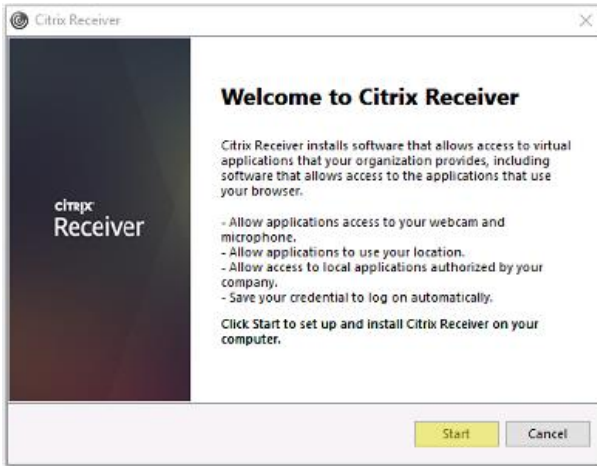 Citrix Receiver
Welcome to Citrix Receiver
Citrix Receiver installs software that allows access to virtual
applications that your organization provides, including
software that allows access to the applications that use
your browser.
- Allow applications access to your webcam and
microphone.
- Allow applications to use your location.
- Allow access to local applications authorized by your
company.
- Save your credential to log on automatically.
Click Start to set up and install Citrix Receiver on your
computer.
CITRIX
Receiver
Start Cancel